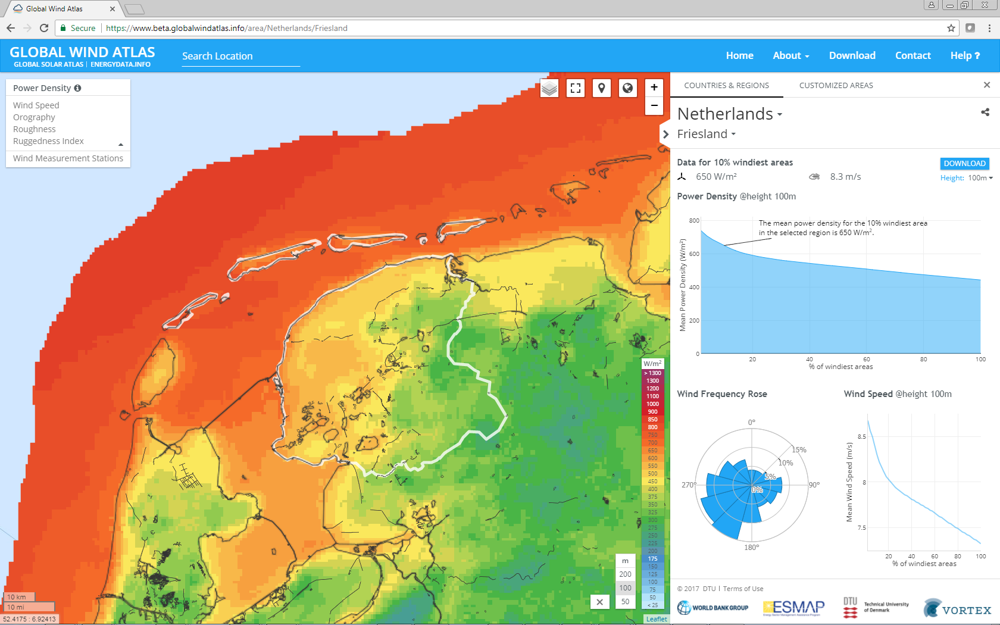 Global Wind Atlas
Secure
https://www.beta.globalwindatlas.info/area/Netherlands/Friesland
GLOBAL WIND ATLAS
GLOBAL SOLAR ATLAS | ENERGYDATA.INFO
Search Location
Home
About
Download
Contact
Help ?
Power Density
Wind Speed
Orography
Roughness
Ruggedness Index
Wind Measurement Stations
+
−
W/m²
> 1300
1300
1200
1100
1000
900
850
800
750
700
650
600
550
500
450
400
375
350
325
300
275
250
225
200
175
150
125
100
75
50
< 25
m
200
100
50
10 km
10 mi
52.4175 : 6.92413
Leaflet
COUNTRIES & REGIONS
CUSTOMIZED AREAS
Netherlands
Friesland
Data for 10% windiest areas
DOWNLOAD
650 W/m²
8.3 m/s
Height: 100m
Power Density @height 100m
The mean power density for the 10% windiest area
in the selected region is 650 W/m².
Mean Power Density (W/m²)
800
600
400
200
0
20
40
60
80
100
% of windiest areas
Wind Frequency Rose
0°
15%
10%
5%
0%
270°
90°
180°
Wind Speed @height 100m
Mean Wind Speed (m/s)
8.5
8
7.5
20
40
60
80
100
% of windiest areas
© 2017 DTU | Terms of Use
WORLD BANK GROUP
ESMAP
Energy Sector Management Assistance Program
DTU
Technical University
of Denmark
VORTEX